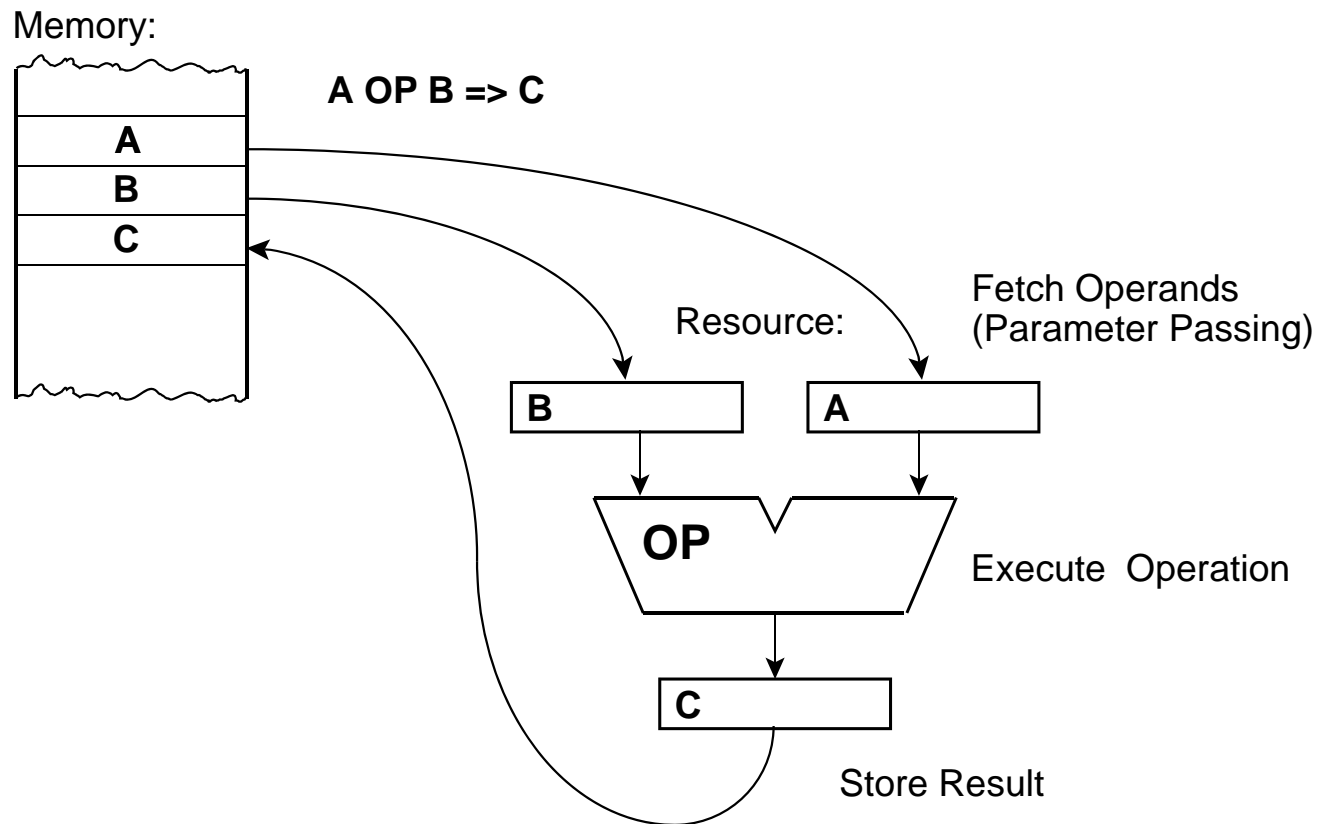 Memory:
A OP B => C
A
B
C
Resource:
Fetch Operands
(Parameter Passing)
B
A
OP
Execute Operation
C
Store Result